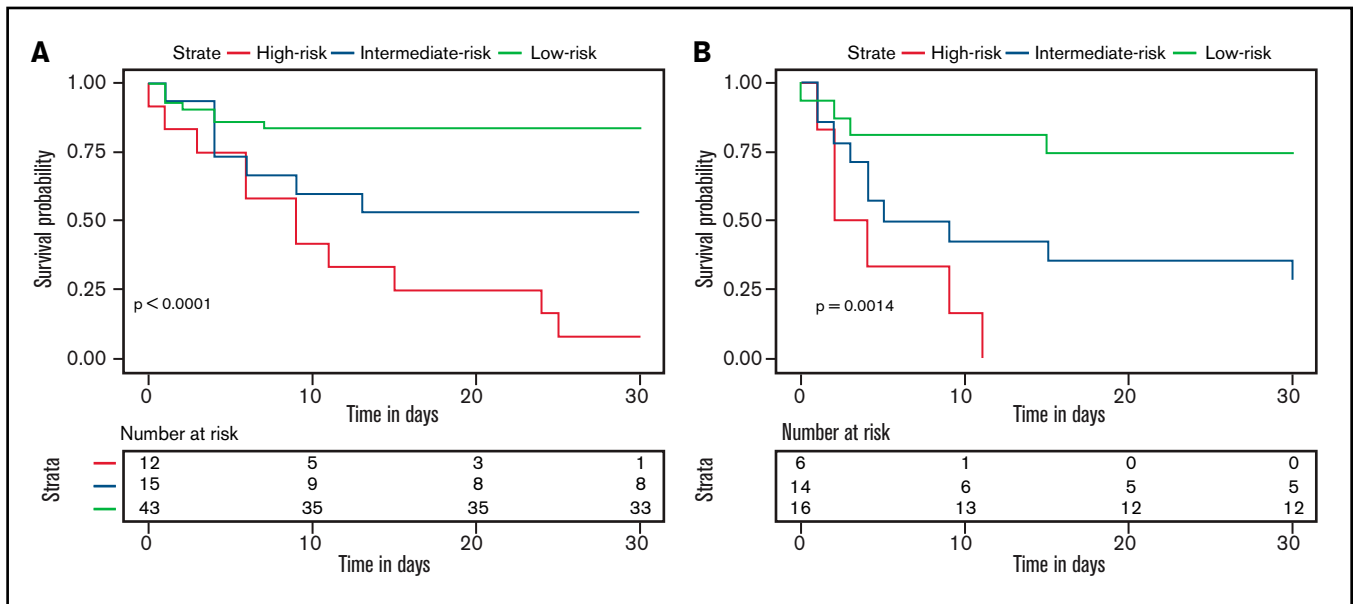 A
Strate High-risk Intermediate-risk Low-risk
Survival probability
1.00
0.75
0.50
0.25
0.00
p < 0.0001
0 10 20 30
Time in days
Number at risk
Strata
12 5 3 1
15 9 8 8
43 35 35 33
0 10 20 30
Time in days
B
Strate High-risk Intermediate-risk Low-risk
Survival probability
1.00
0.75
0.50
0.25
0.00
p = 0.0014
0 10 20 30
Time in days
Number at risk
Strata
6 1 0 0
14 6 5 5
16 13 12 12
0 10 20 30
Time in days